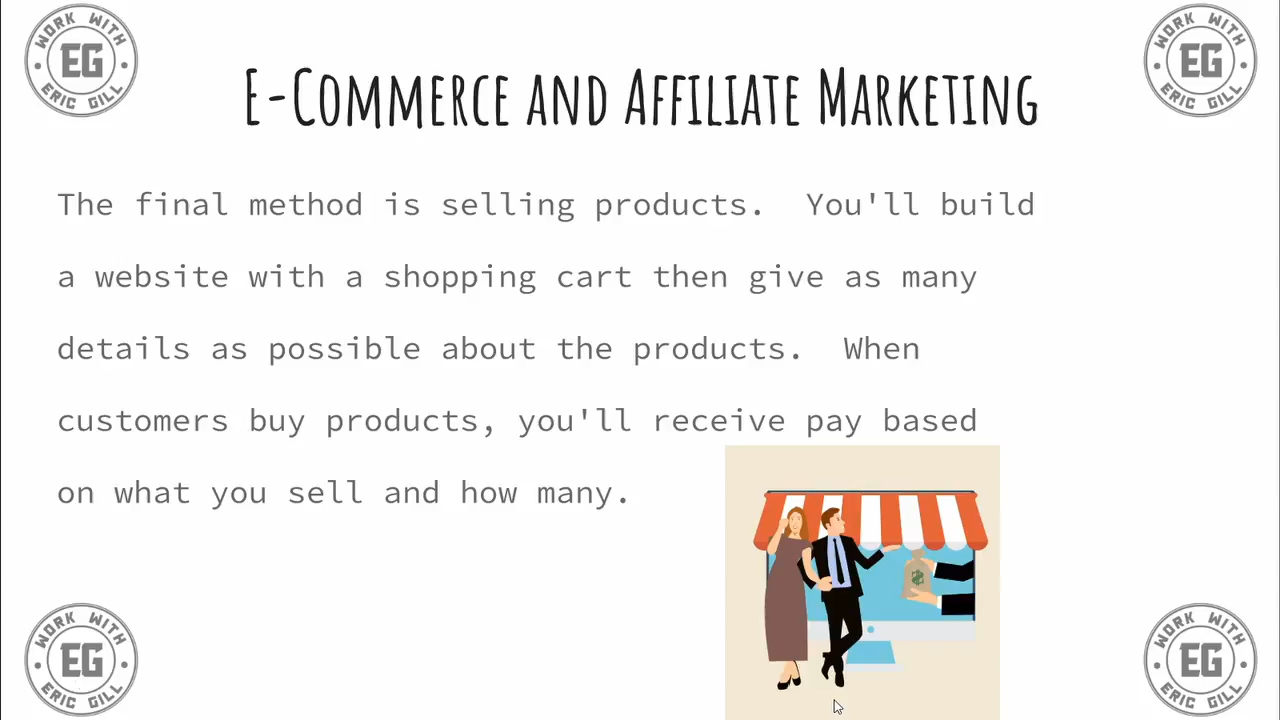 WORK WITH
EG
ERIC GILL
WORK WITH
EG
ERIC GILL
E-Commerce and Affiliate Marketing
The final method is selling products.  You'll build
a website with a shopping cart then give as many
details as possible about the products.  When
customers buy products, you'll receive pay based
on what you sell and how many.
$
WORK WITH
EG
ERIC GILL
WORK WITH
EG
ERIC GILL